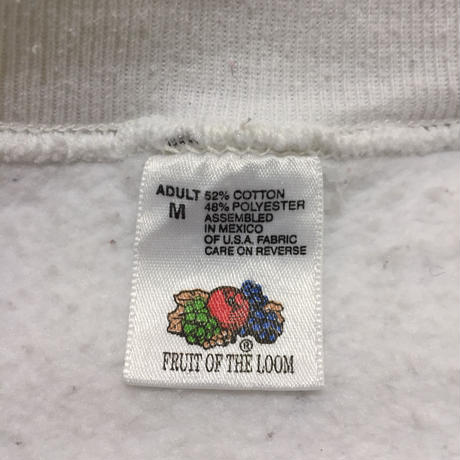 ADULT 52% COTTON
M 48% POLYESTER
ASSEMBLED
IN MEXICO
OF U.S.A. FABRIC
CARE ON REVERSE
®
FRUIT OF THE LOOM